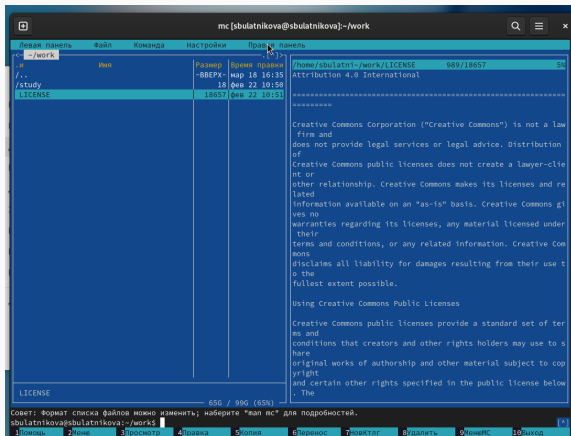 mc [sbulatnikova@sbulatnikova]:~/work
Левая панель Файл Команда Настройки Правая панель
~/work
.и Имя Размер Время правки
/.. -ВВЕРХ- мар 18 16:35
/study 18 фев 22 10:50
LICENSE 18657 фев 22 10:51
LICENSE
65G / 99G (65%)
/home/sbulatni~/work/LICENSE 989/18657 5%
Attribution 4.0 International
=======================================================
=========
Creative Commons Corporation ("Creative Commons") is not a law
firm and
does not provide legal services or legal advice. Distribution
of
Creative Commons public licenses does not create a lawyer-clie
nt or
other relationship. Creative Commons makes its licenses and re
lated
information available on an "as-is" basis. Creative Commons gi
ves no
warranties regarding its licenses, any material licensed under
their
terms and conditions, or any related information. Creative Com
mons
disclaims all liability for damages resulting from their use t
o the
fullest extent possible.
Using Creative Commons Public Licenses
Creative Commons public licenses provide a standard set of ter
ms and
conditions that creators and other rights holders may use to s
hare
original works of authorship and other material subject to cop
yright
and certain other rights specified in the public license below
. The
Совет: Формат списка файлов можно изменить; наберите "man mc" для подробностей.
sbulatnikova@sbulatnikova:~/work$ [^]
1Помощь 2Меню 3Просмотр 4Правка 5Копия 6Перенос 7НовКтлг 8Удалить 9МенюMC 10Выход